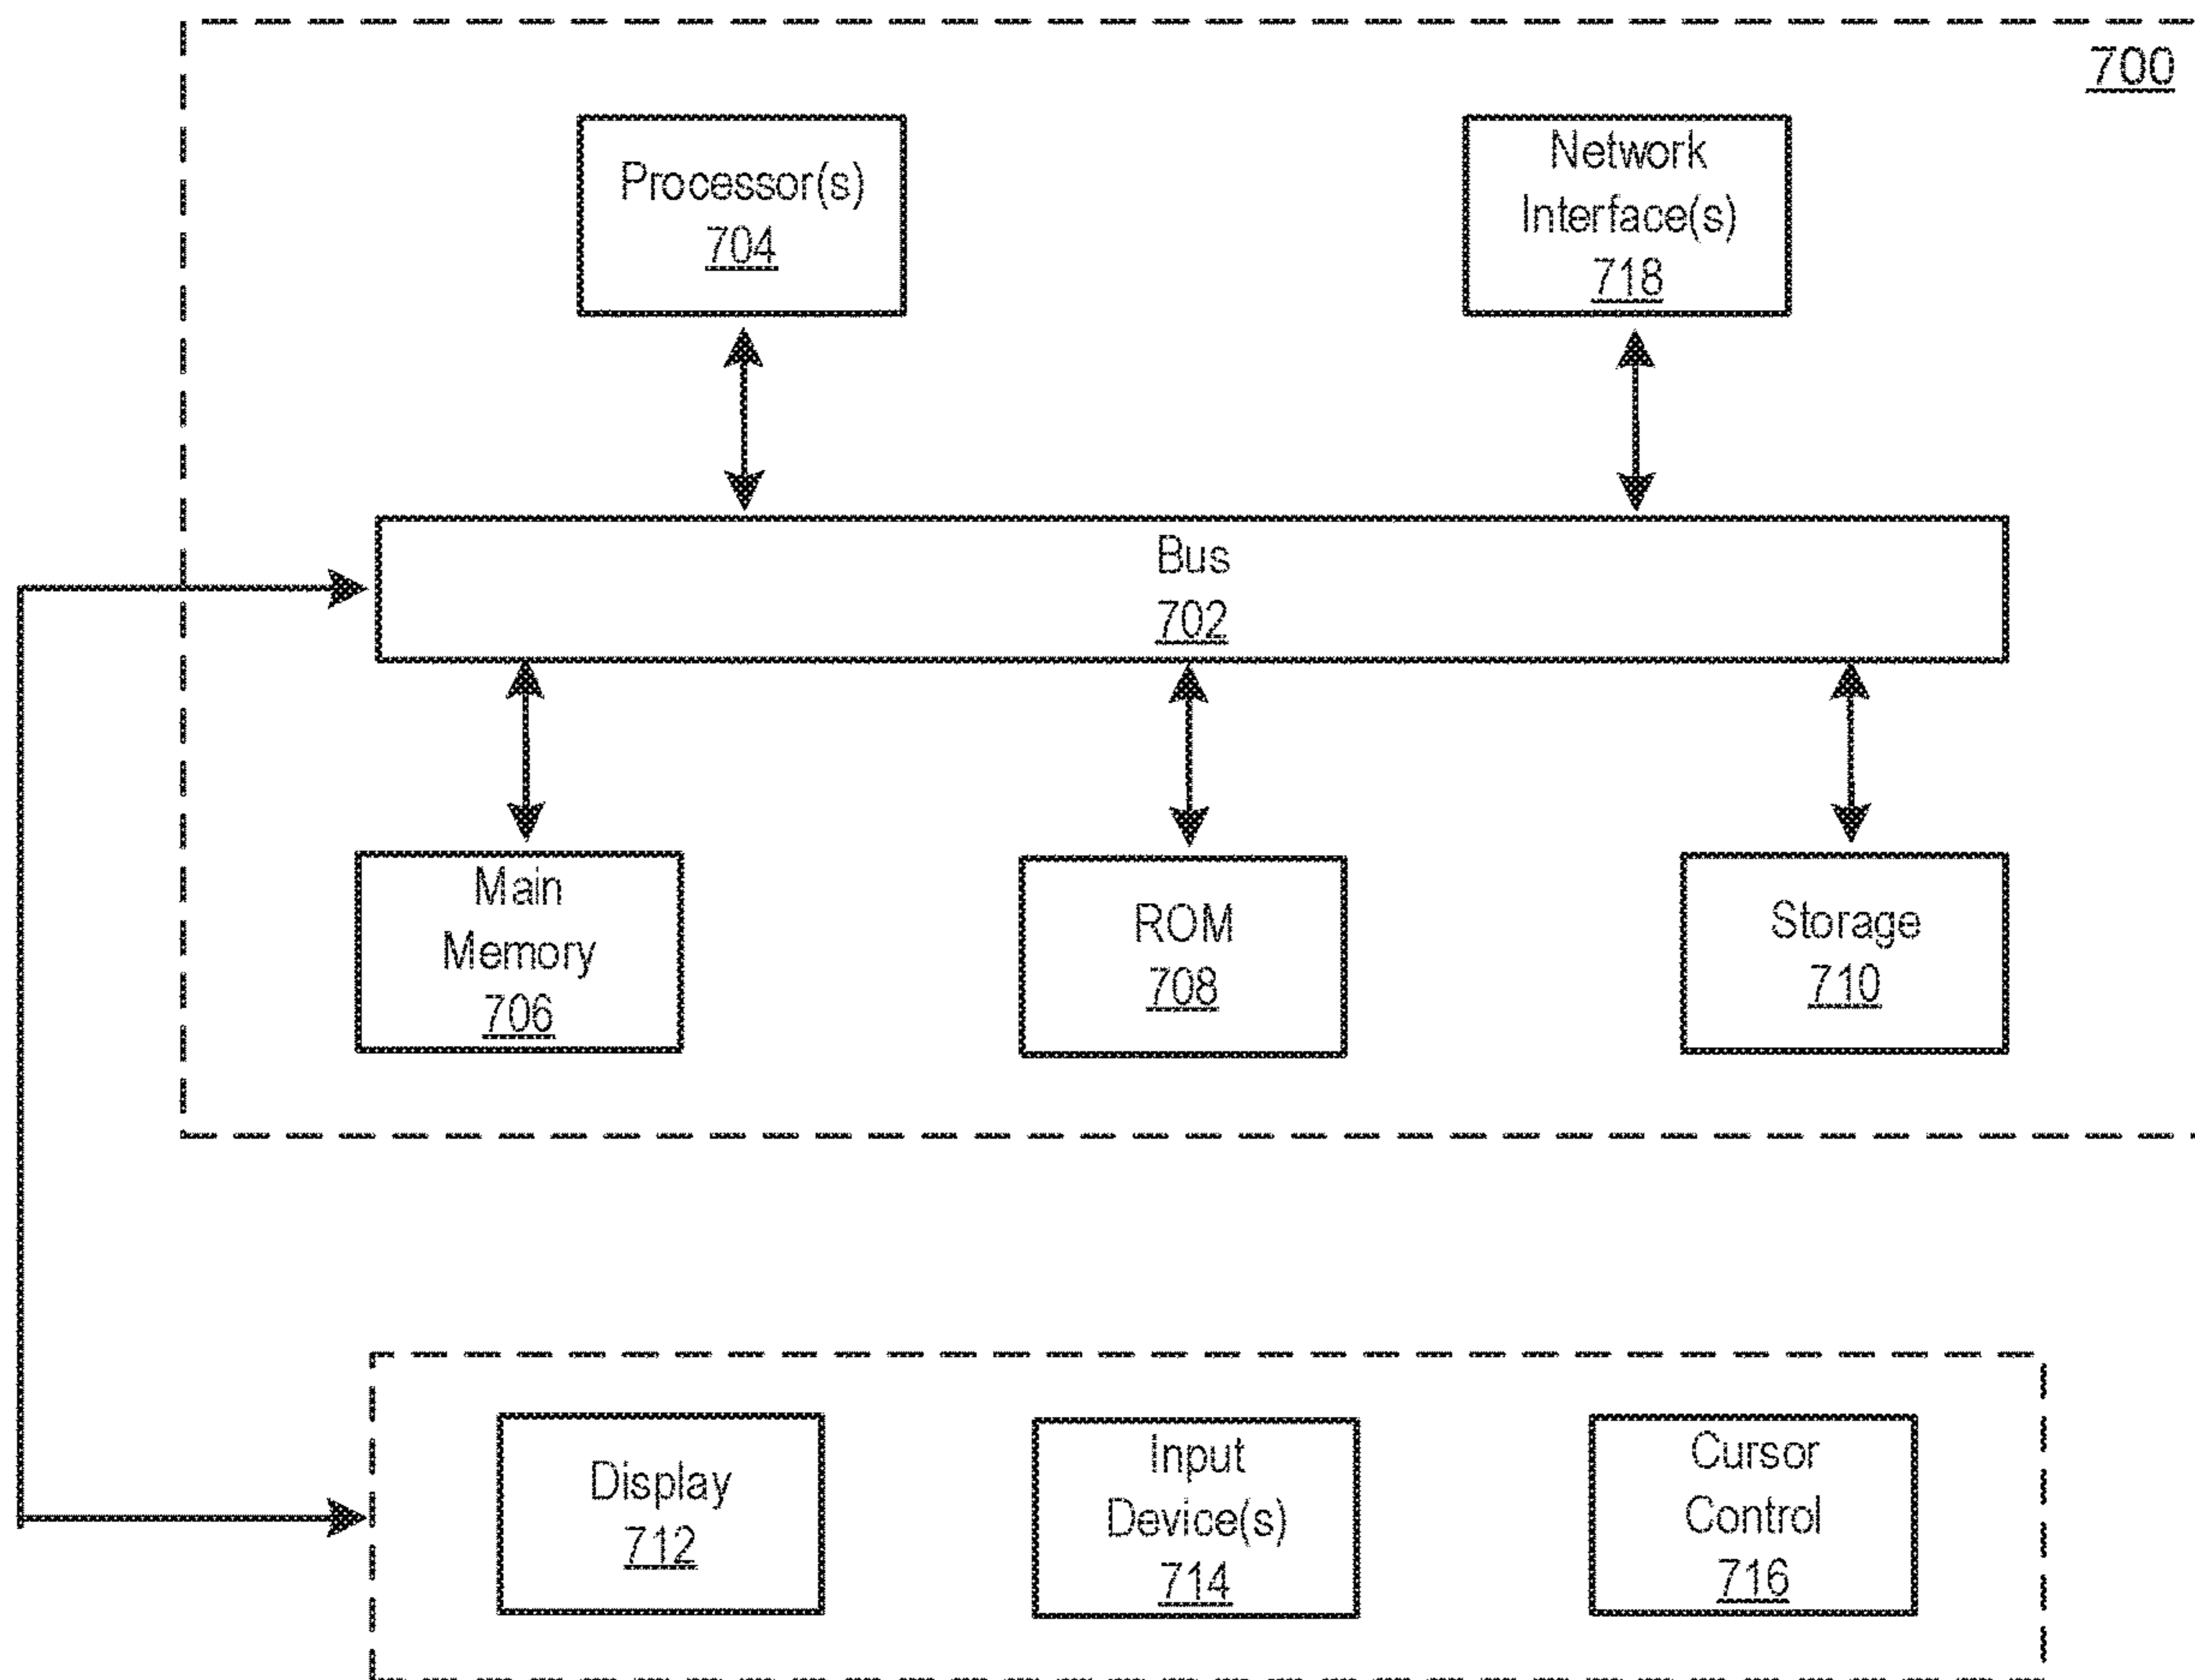 700
Processor(s)
704
Network
Interface(s)
718
Bus
702
Main
Memory
706
ROM
708
Storage
710
Display
712
Input
Device(s)
714
Cursor
Control
716